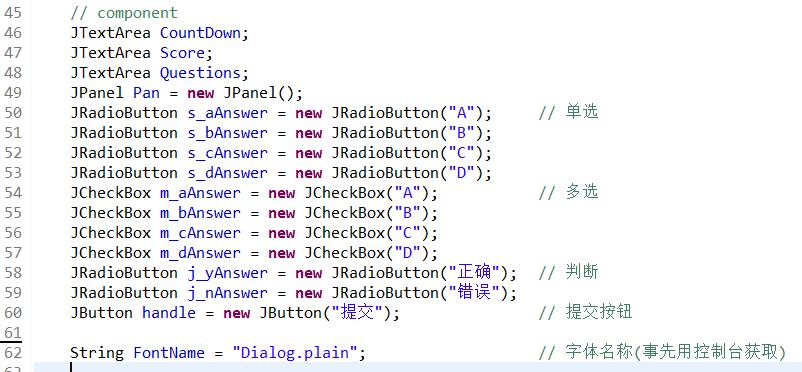 45 // component
46 JTextArea CountDown;
47 JTextArea Score;
48 JTextArea Questions;
49 JPanel Pan = new JPanel();
50 JRadioButton s_aAnswer = new JRadioButton("A"); // 单选
51 JRadioButton s_bAnswer = new JRadioButton("B");
52 JRadioButton s_cAnswer = new JRadioButton("C");
53 JRadioButton s_dAnswer = new JRadioButton("D");
54 JCheckBox m_aAnswer = new JCheckBox("A"); // 多选
55 JCheckBox m_bAnswer = new JCheckBox("B");
56 JCheckBox m_cAnswer = new JCheckBox("C");
57 JCheckBox m_dAnswer = new JCheckBox("D");
58 JRadioButton j_yAnswer = new JRadioButton("正确"); // 判断
59 JRadioButton j_nAnswer = new JRadioButton("错误");
60 JButton handle = new JButton("提交"); // 提交按钮
61
62 String FontName = "Dialog.plain"; // 字体名称(事先用控制台获取)
63